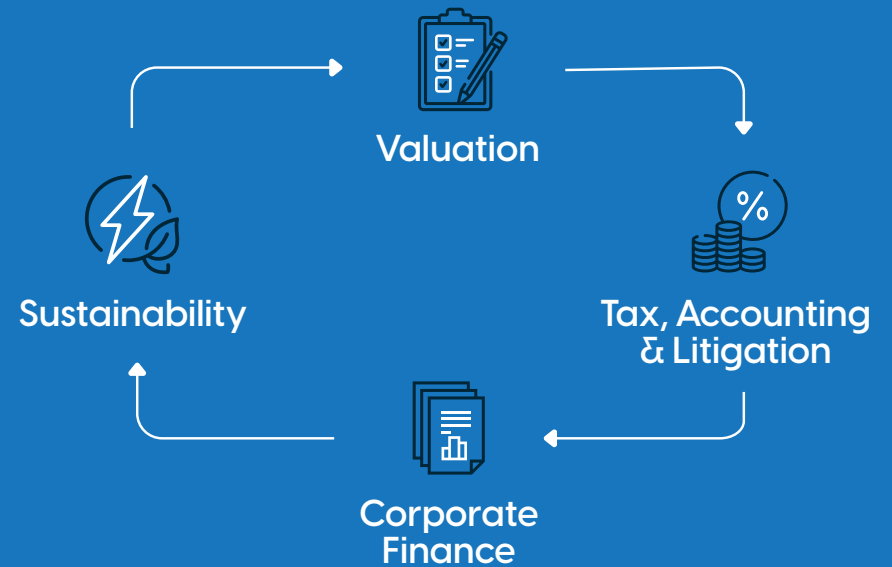 Valuation
%
Sustainability
Tax, Accounting
& Litigation
Corporate
Finance